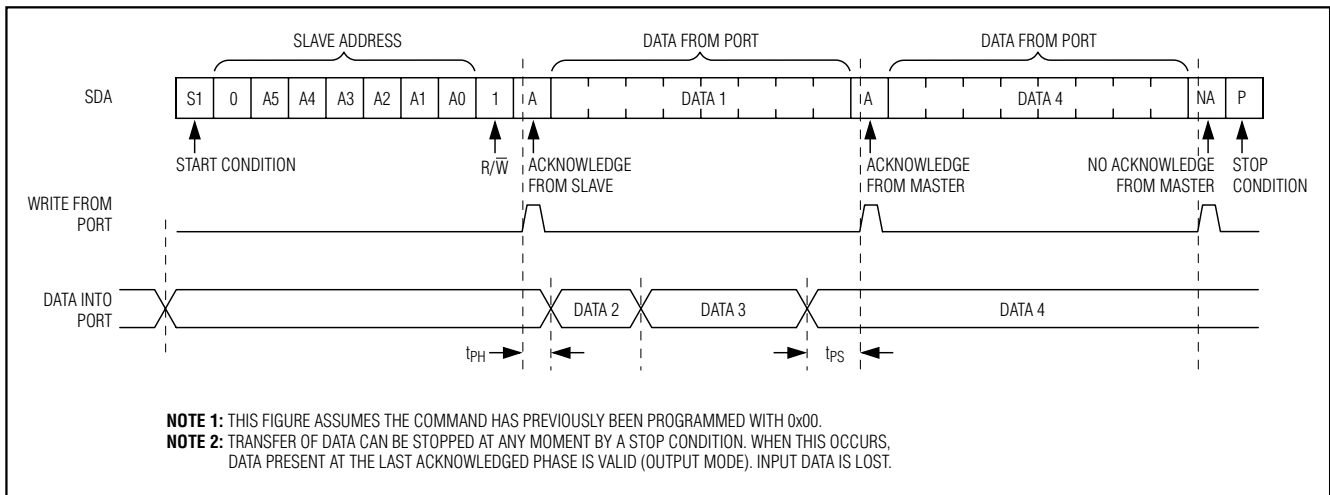 SLAVE ADDRESS DATA FROM PORT DATA FROM PORT
SDA S1 0 A5 A4 A3 A2 A1 A0 1 A DATA 1 A DATA 4 NA P
START CONDITION R/W̅ ACKNOWLEDGE FROM SLAVE ACKNOWLEDGE FROM MASTER NO ACKNOWLEDGE FROM MASTER STOP CONDITION
WRITE FROM
PORT
DATA INTO
PORT DATA 2 DATA 3 DATA 4
tPH tPS
NOTE 1: THIS FIGURE ASSUMES THE COMMAND HAS PREVIOUSLY BEEN PROGRAMMED WITH 0x00.
NOTE 2: TRANSFER OF DATA CAN BE STOPPED AT ANY MOMENT BY A STOP CONDITION. WHEN THIS OCCURS,
DATA PRESENT AT THE LAST ACKNOWLEDGED PHASE IS VALID (OUTPUT MODE). INPUT DATA IS LOST.